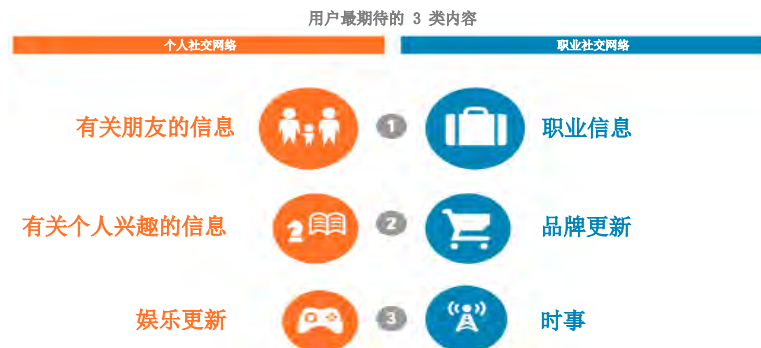 用户最期待的 3 类内容
个人社交网络 职业社交网络
有关朋友的信息 1 职业信息
有关个人兴趣的信息 2 品牌更新
娱乐更新 3 时事